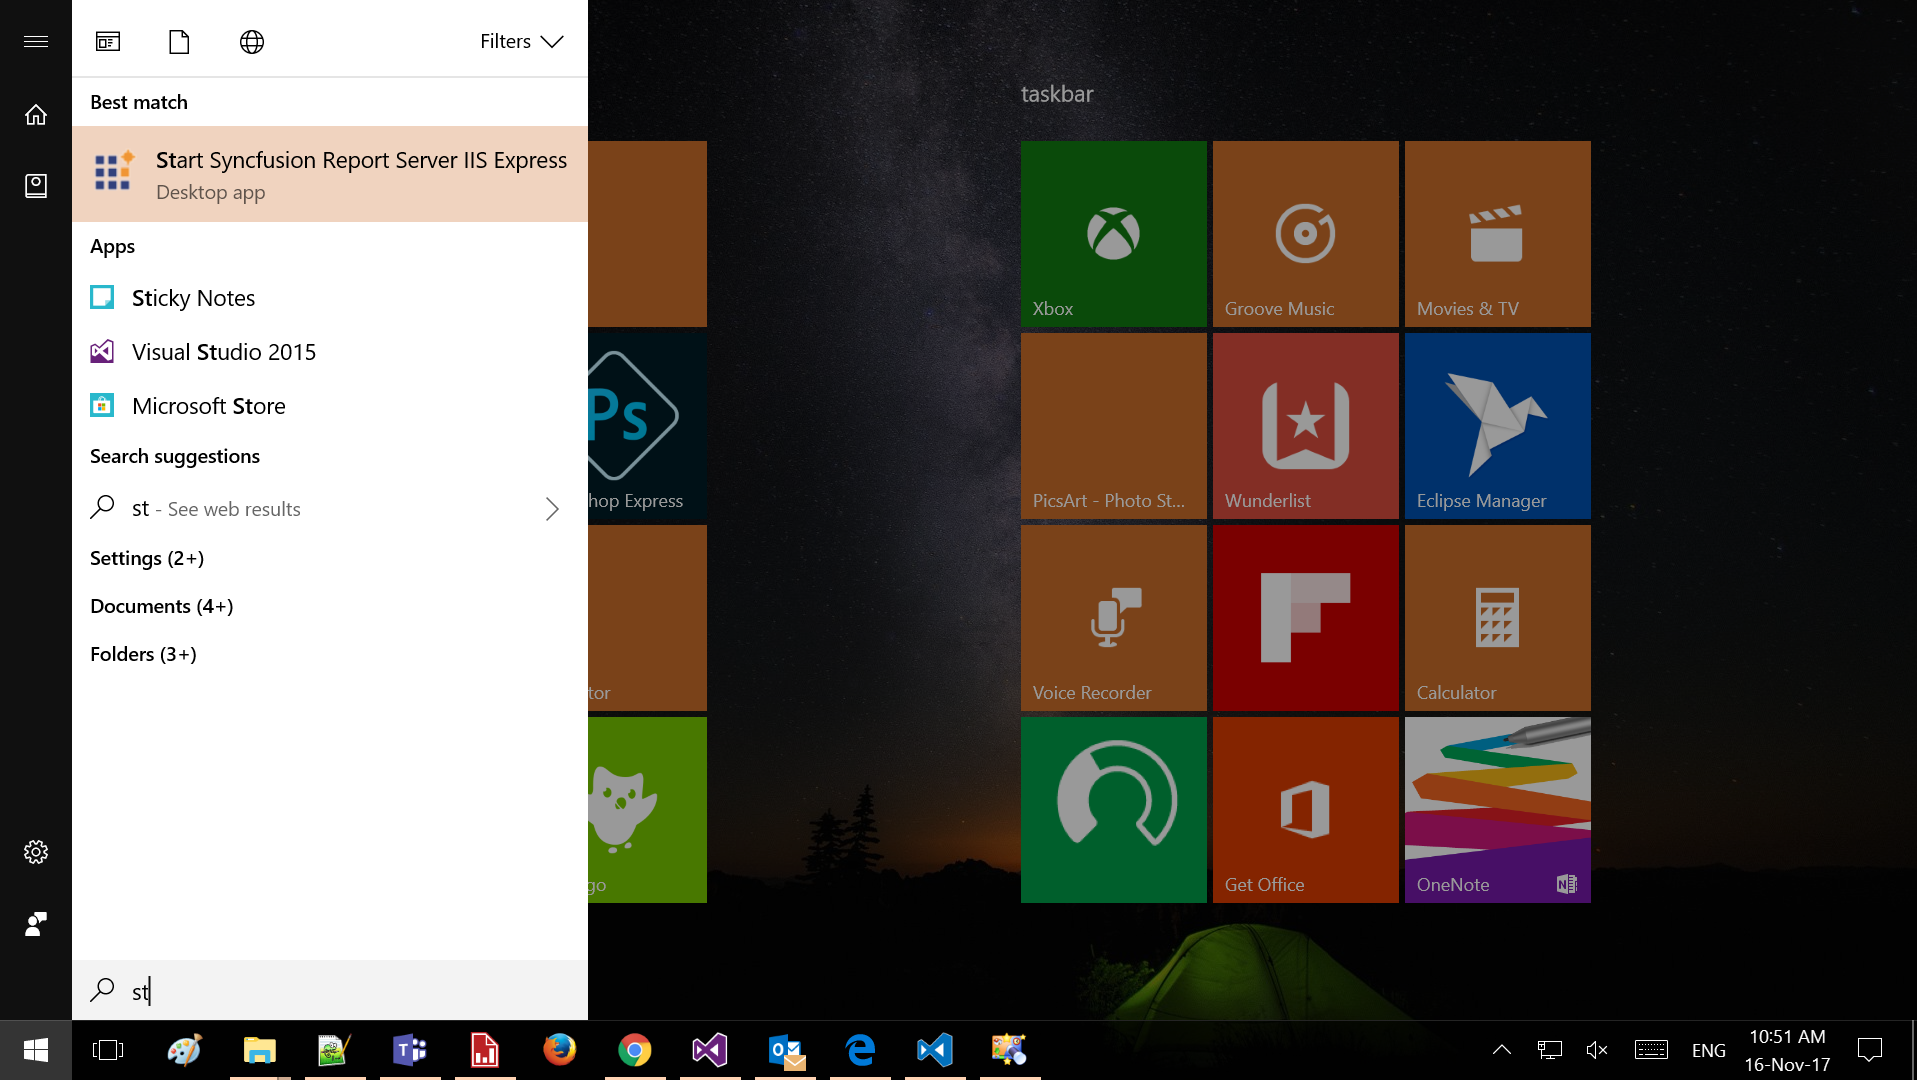 Filters
Best match
Start Syncfusion Report Server IIS Express
Desktop app
Apps
Sticky Notes
Visual Studio 2015
Microsoft Store
Search suggestions
st - See web results
Settings (2+)
Documents (4+)
Folders (3+)
st
Ps
hop Express
tor
go
taskbar
Xbox
Groove Music
Movies & TV
PicsArt - Photo St...
Wunderlist
Eclipse Manager
Voice Recorder
Calculator
Get Office
OneNote
N
ENG
10:51 AM
16-Nov-17